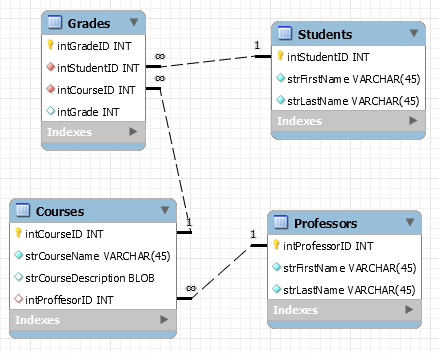 Grades
intGradeID INT
intStudentID INT
intCourseID INT
intGrade INT
Indexes
∞
∞
1
Students
intStudentID INT
strFirstName VARCHAR(45)
strLastName VARCHAR(45)
Indexes
Courses
1
intCourseID INT
strCourseName VARCHAR(45)
strCourseDescription BLOB
intProffesorID INT
Indexes
∞
1
Professors
intProfessorID INT
strFirstName VARCHAR(45)
strLastName VARCHAR(45)
Indexes